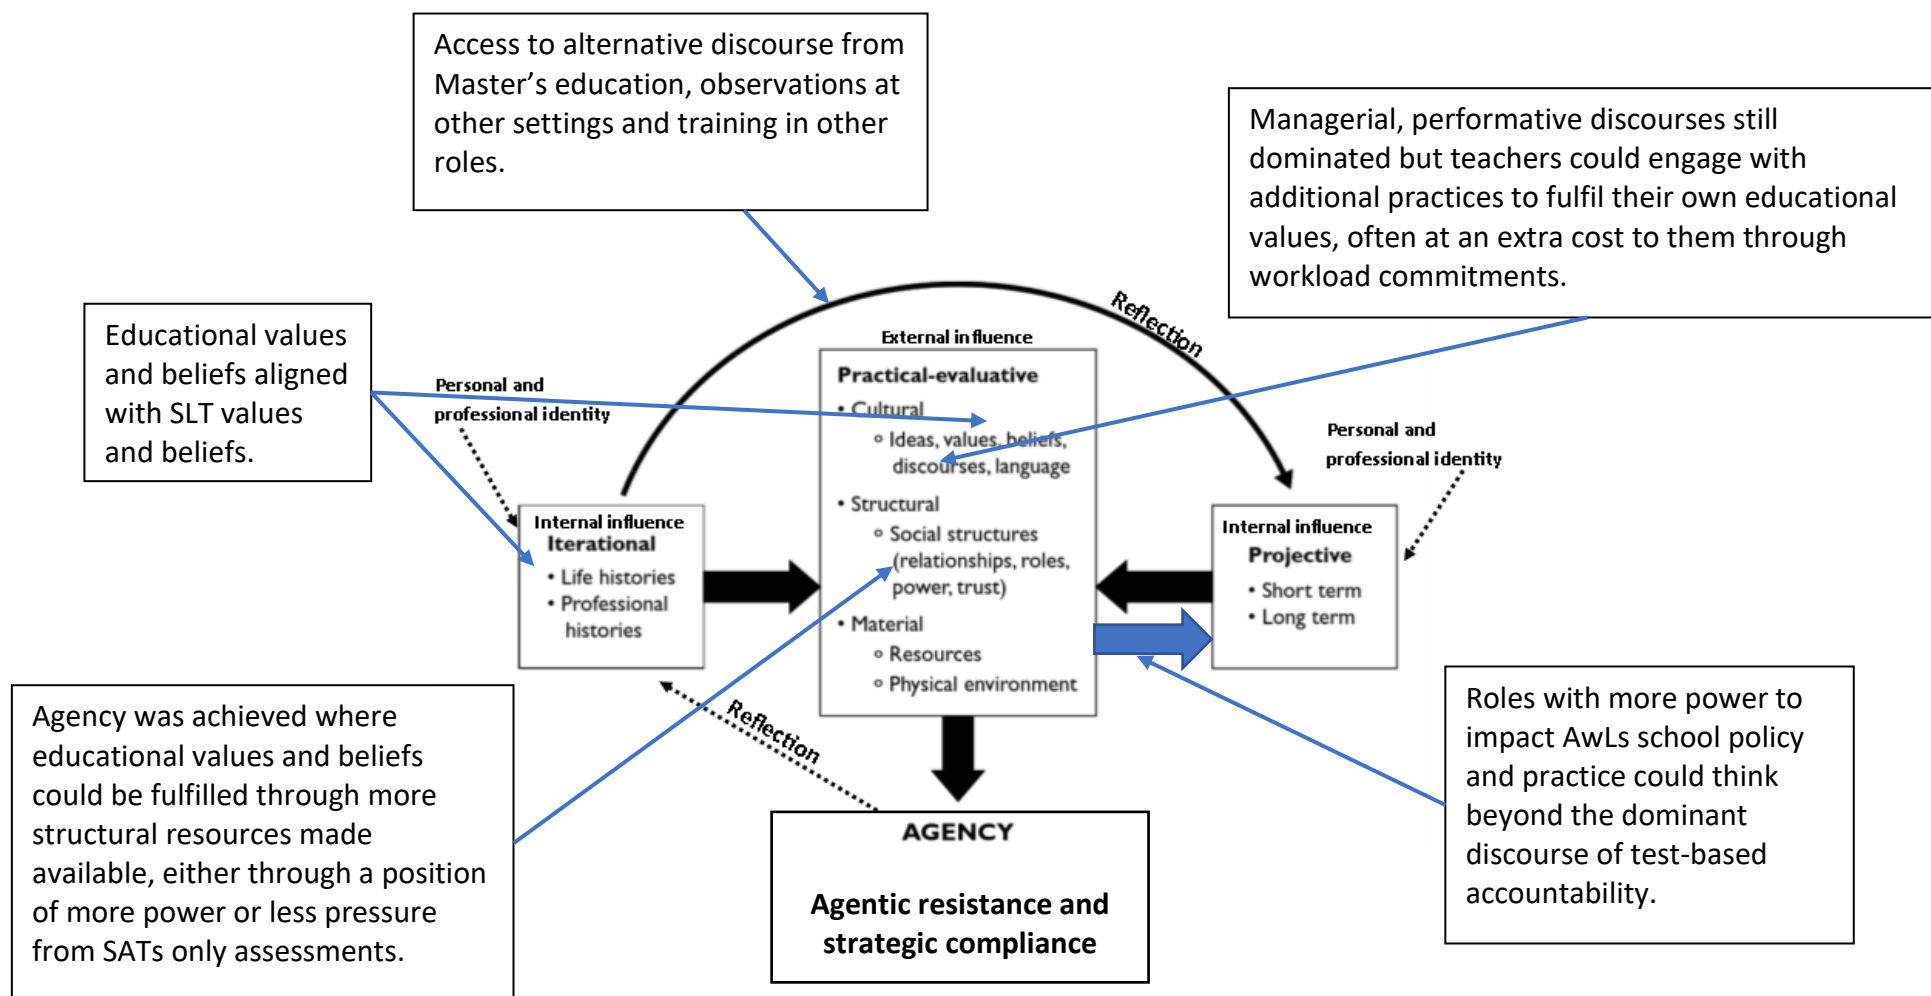 Access to alternative discourse from
Master’s education, observations at
other settings and training in other
roles.
Managerial, performative discourses still
dominated but teachers could engage with
additional practices to fulfil their own educational
values, often at an extra cost to them through
workload commitments.
Educational values
and beliefs aligned
with SLT values
and beliefs.
Personal and
professional identity
Reflection
External influence
Practical-evaluative
• Cultural
◦ Ideas, values, beliefs,
discourses, language
• Structural
◦ Social structures
(relationships, roles,
power, trust)
• Material
◦ Resources
◦ Physical environment
Personal and
professional identity
Internal influence
Iterational
• Life histories
• Professional
histories
Internal influence
Projective
• Short term
• Long term
Agency was achieved where
educational values and beliefs
could be fulfilled through more
structural resources made
available, either through a position
of more power or less pressure
from SATs only assessments.
Reflection
AGENCY
Agentic resistance and
strategic compliance
Roles with more power to
impact AwLs school policy
and practice could think
beyond the dominant
discourse of test-based
accountability.